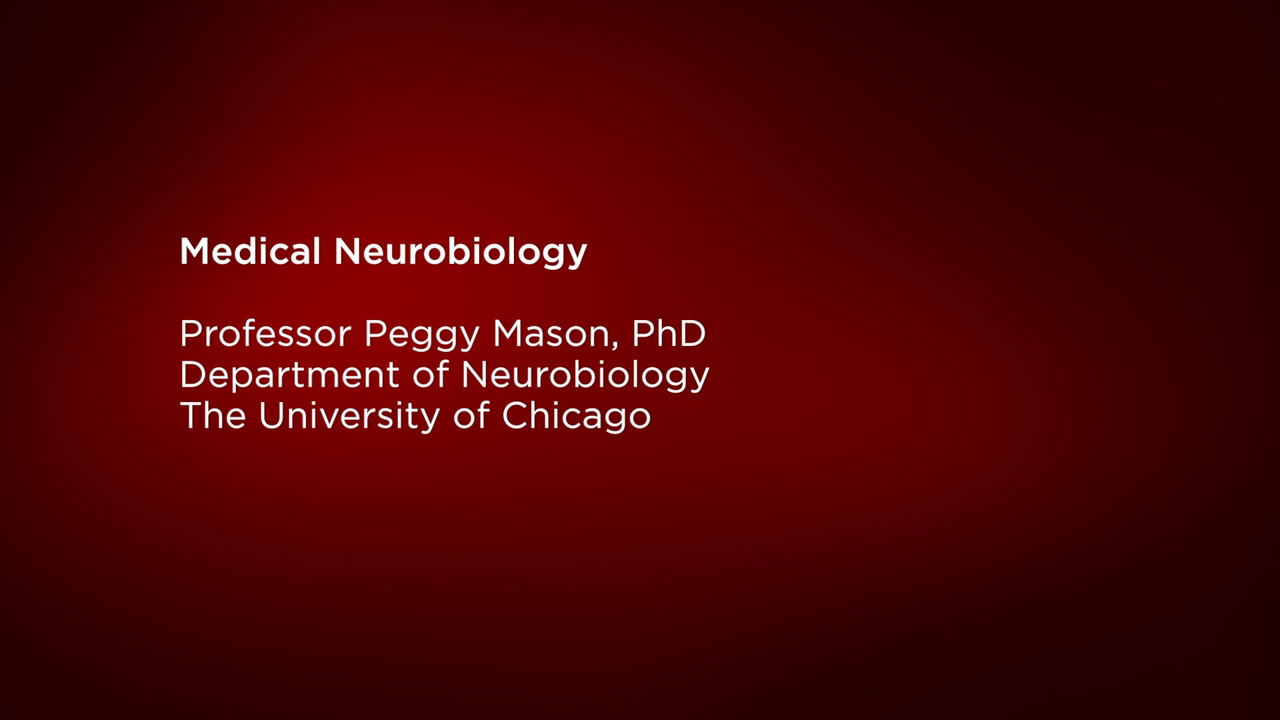 Medical Neurobiology
Professor Peggy Mason, PhD
Department of Neurobiology
The University of Chicago